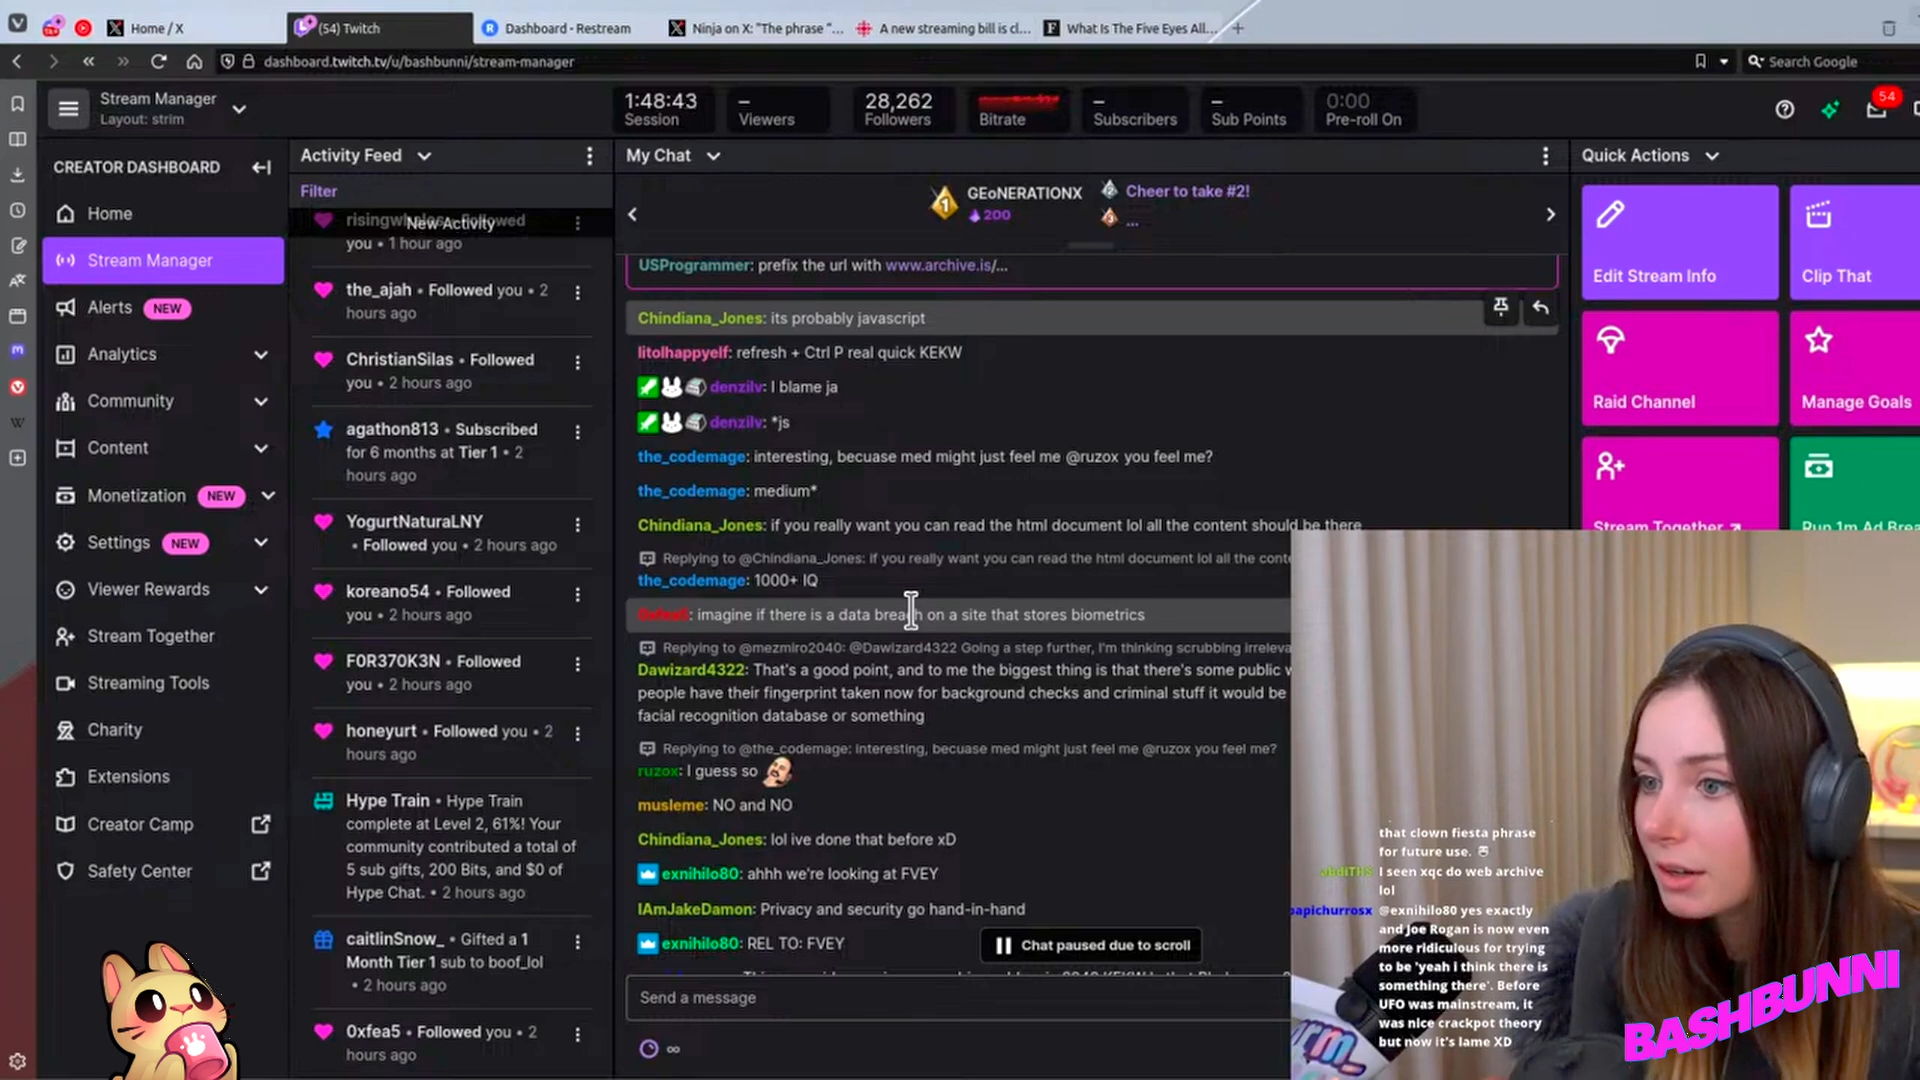 Home / X
(54) Twitch
Dashboard - Restream
Ninja on X: "The phrase "...
A new streaming bill is cl...
What Is The Five Eyes All...
dashboard.twitch.tv/u/bashbunni/stream-manager
Search Google
Stream Manager
Layout: strim
1:48:43
Session
–
Viewers
28,262
Followers
Bitrate
–
Subscribers
–
Sub Points
0:00
Pre-roll On
54
CREATOR DASHBOARD
Home
Stream Manager
Alerts NEW
Analytics
Community
Content
Monetization NEW
Settings NEW
Viewer Rewards
Stream Together
Streaming Tools
Charity
Extensions
Creator Camp
Safety Center
Activity Feed
Filter
New Activity
you • 1 hour ago
the_ajah • Followed you • 2
hours ago
ChristianSilas • Followed
you • 2 hours ago
agathon813 • Subscribed
for 6 months at Tier 1 • 2
hours ago
YogurtNaturaLNY
• Followed you • 2 hours ago
koreano54 • Followed
you • 2 hours ago
F0R370K3N • Followed
you • 2 hours ago
honeyurt • Followed you • 2
hours ago
Hype Train • Hype Train
complete at Level 2, 61%! Your
community contributed a total of
5 sub gifts, 200 Bits, and $0 of
Hype Chat. • 2 hours ago
caitlinSnow_ • Gifted a 1
Month Tier 1 sub to boof_lol
• 2 hours ago
0xfea5 • Followed you • 2
hours ago
My Chat
1
GEoNERATIONX
200
2
Cheer to take #2!
3
...
USProgrammer: prefix the url with www.archive.is/...
Chindiana_Jones: its probably javascript
litolhappyelf: refresh + Ctrl P real quick KEKW
denzilv: I blame ja
denzilv: *js
the_codemage: interesting, becuase med might just feel me @ruzox you feel me?
the_codemage: medium*
Chindiana_Jones: if you really want you can read the html document lol all the content should be there
Replying to @Chindiana_Jones: if you really want you can read the html document lol all the conte
the_codemage: 1000+ IQ
: imagine if there is a data breach on a site that stores biometrics
Replying to @mezmiro2040: @Dawizard4322 Going a step further, I'm thinking scrubbing irreleva
Dawizard4322: That's a good point, and to me the biggest thing is that there's some public w
people have their fingerprint taken now for background checks and criminal stuff it would be
facial recognition database or something
Replying to @the_codemage: interesting, becuase med might just feel me @ruzox you feel me?
ruzox: I guess so
musleme: NO and NO
Chindiana_Jones: lol ive done that before xD
exnihilo80: ahhh we're looking at FVEY
IAmJakeDamon: Privacy and security go hand-in-hand
exnihilo80: REL TO: FVEY
Chat paused due to scroll
Send a message
∞
Quick Actions
Edit Stream Info
Clip That
Raid Channel
Manage Goals
Stream Together
Run 1m Ad Brea
that clown fiesta phrase
for future use.
I seen xqc do web archive
lol
papichurrosx @exnihilo80 yes exactly
and Joe Rogan is now even
more ridiculous for trying
to be 'yeah I think there is
something there'. Before
UFO was mainstream, it
was nice crackpot theory
but now it's lame XD
BASHBUNNI